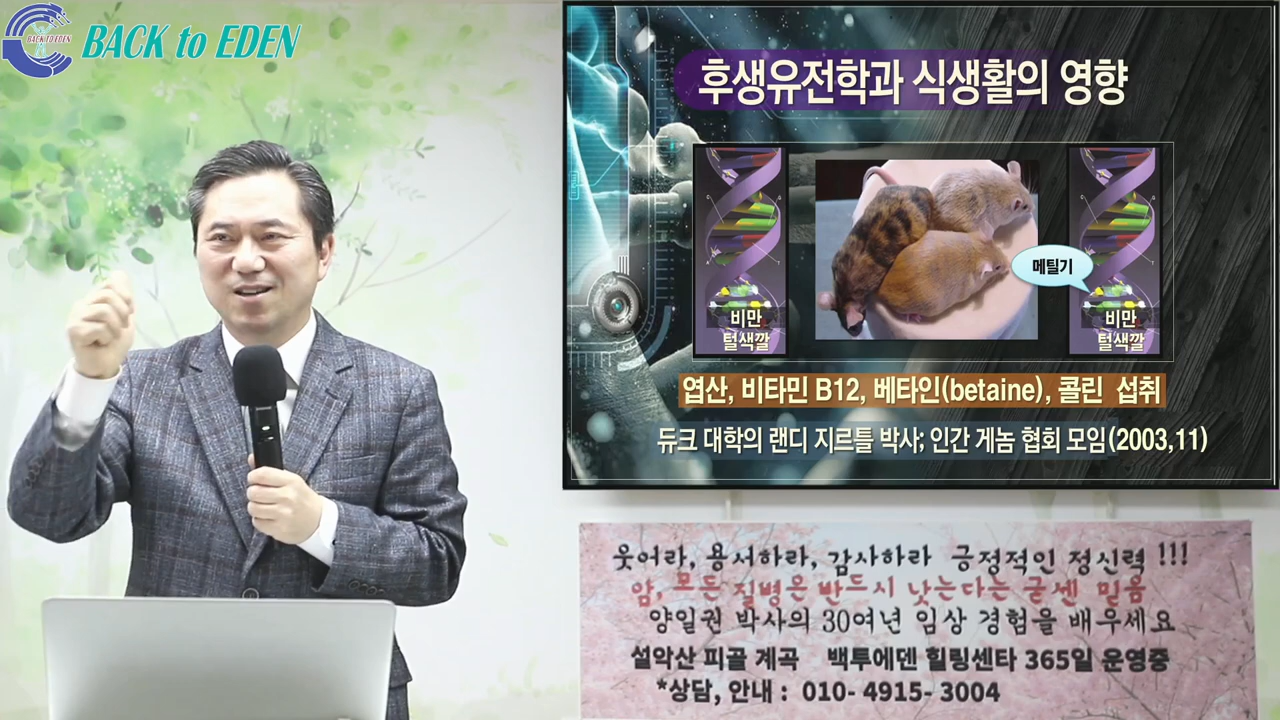 BACK TO EDEN
BACK to EDEN
후생유전학과 식생활의 영향
메틸기
비만
털색깔
비만
털색깔
엽산, 비타민 B12, 베타인(betaine), 콜린 섭취
듀크 대학의 랜디 지르틀 박사; 인간 게놈 협회 모임(2003,11)
웃어라, 용서하라, 감사하라 긍정적인 정신력 !!!
암, 모든 질병은 반드시 낫는다는 굳센 믿음
양일권 박사의 30여년 임상 경험을 배우세요
설악산 피골 계곡 백투에덴 힐링센타 365일 운영중
*상담, 안내 : 010- 4915- 3004